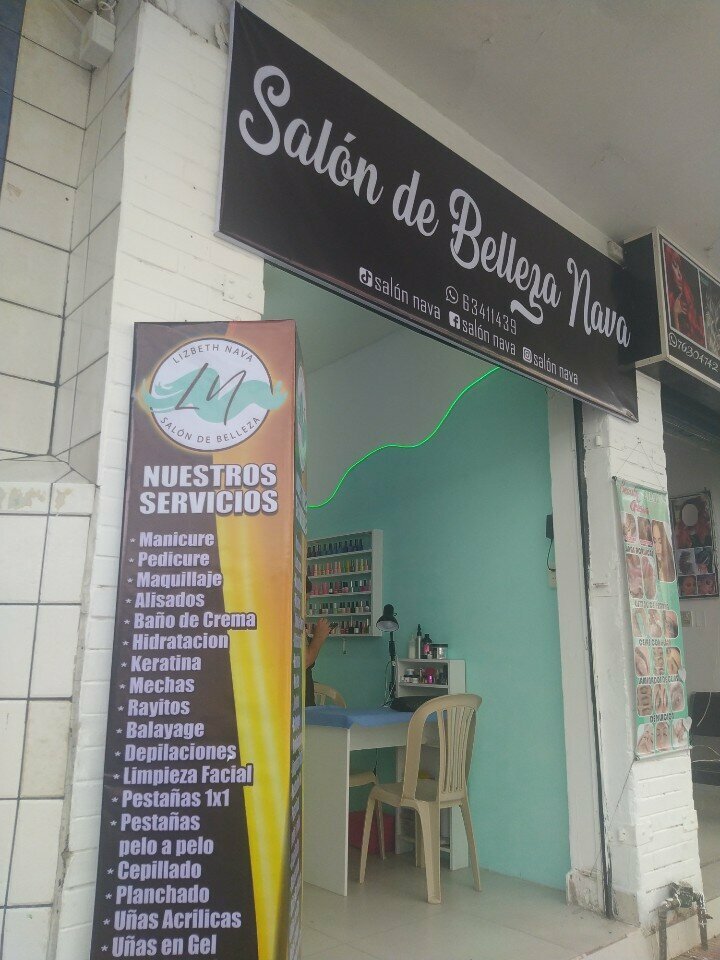 Salón de Belleza Nava
63411439
salón nava salón nava salón nava
LIZBETH NAVA
LN
SALÓN DE BELLEZA
NUESTROS
SERVICIOS
* Manicure
* Pedicure
* Maquillaje
* Alisados
* Baño de Crema
* Hidratacion
* Keratina
* Mechas
* Rayitos
* Balayage
* Depilaciones
* Limpieza Facial
* Pestañas 1x1
* Pestañas
pelo a pelo
* Cepillado
* Planchado
* Uñas Acrílicas
* Uñas en Gel